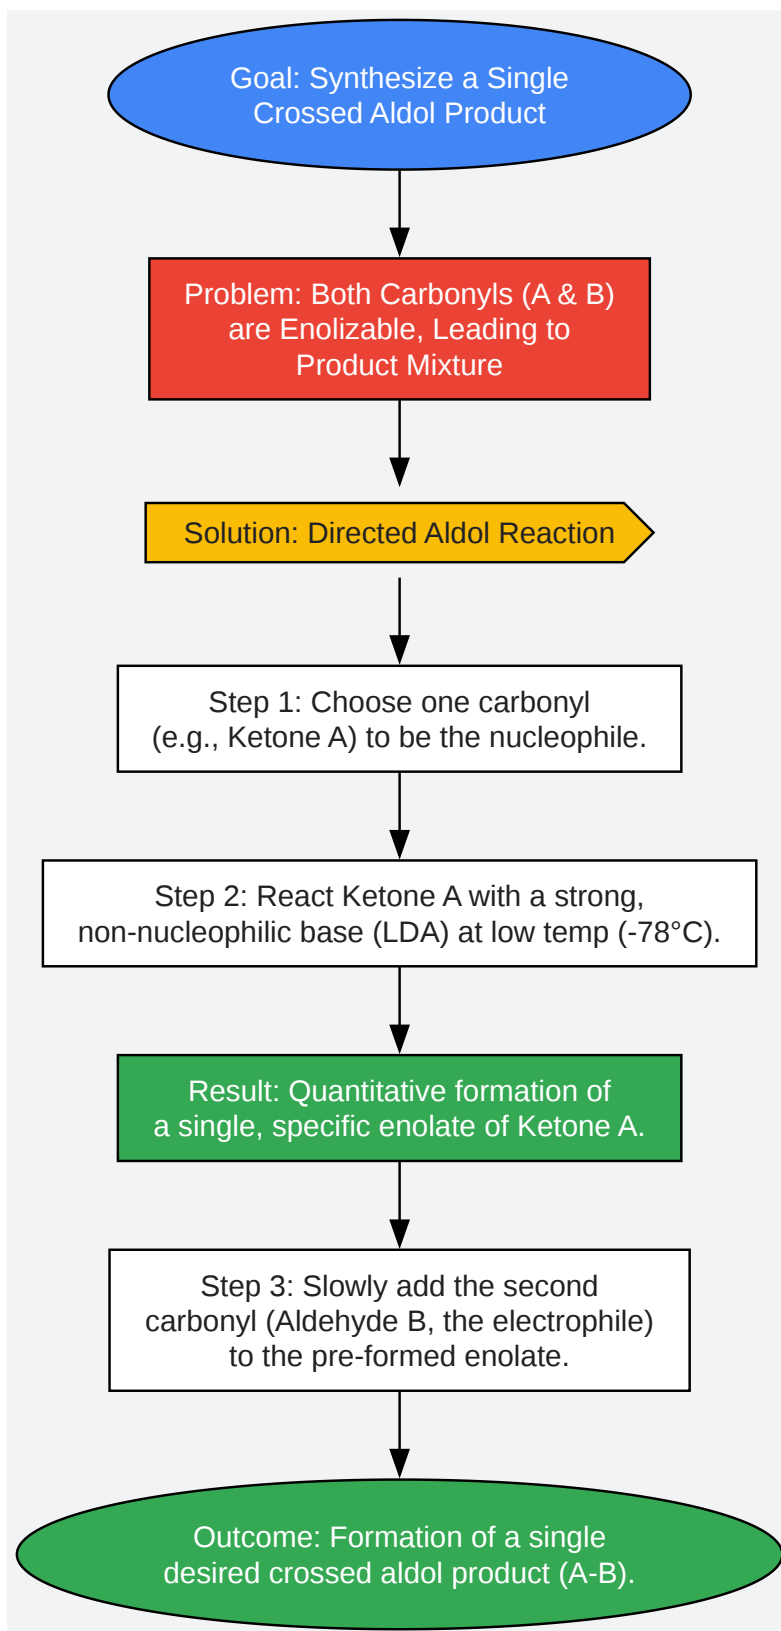 Goal: Synthesize a Single
Crossed Aldol Product
Problem: Both Carbonyls (A & B)
are Enolizable, Leading to
Product Mixture
Solution: Directed Aldol Reaction
Step 1: Choose one carbonyl
(e.g., Ketone A) to be the nucleophile.
Step 2: React Ketone A with a strong,
non-nucleophilic base (LDA) at low temp (-78°C).
Result: Quantitative formation of
a single, specific enolate of Ketone A.
Step 3: Slowly add the second
carbonyl (Aldehyde B, the electrophile)
to the pre-formed enolate.
Outcome: Formation of a single
desired crossed aldol product (A-B).